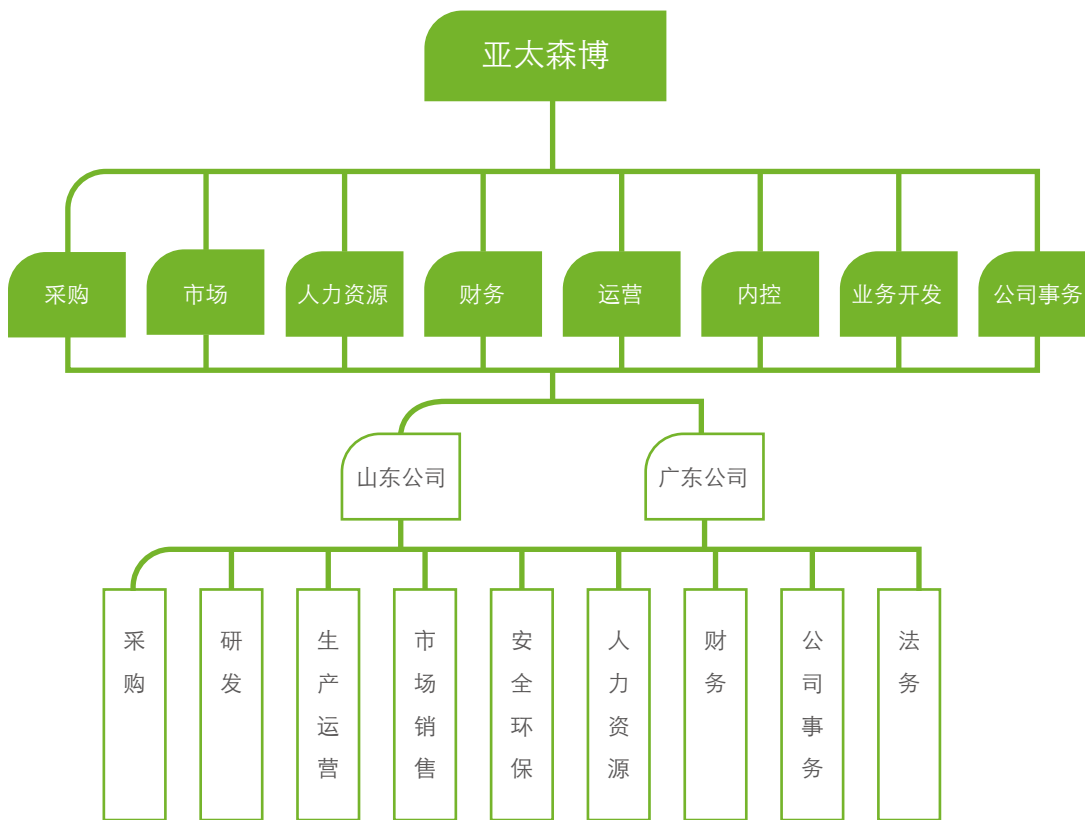 亚太森博
采购
市场
人力资源
财务
运营
内控
业务开发
公司事务
山东公司
广东公司
采购
研发
生产运营
市场销售
安全环保
人力资源
财务
公司事务
法务